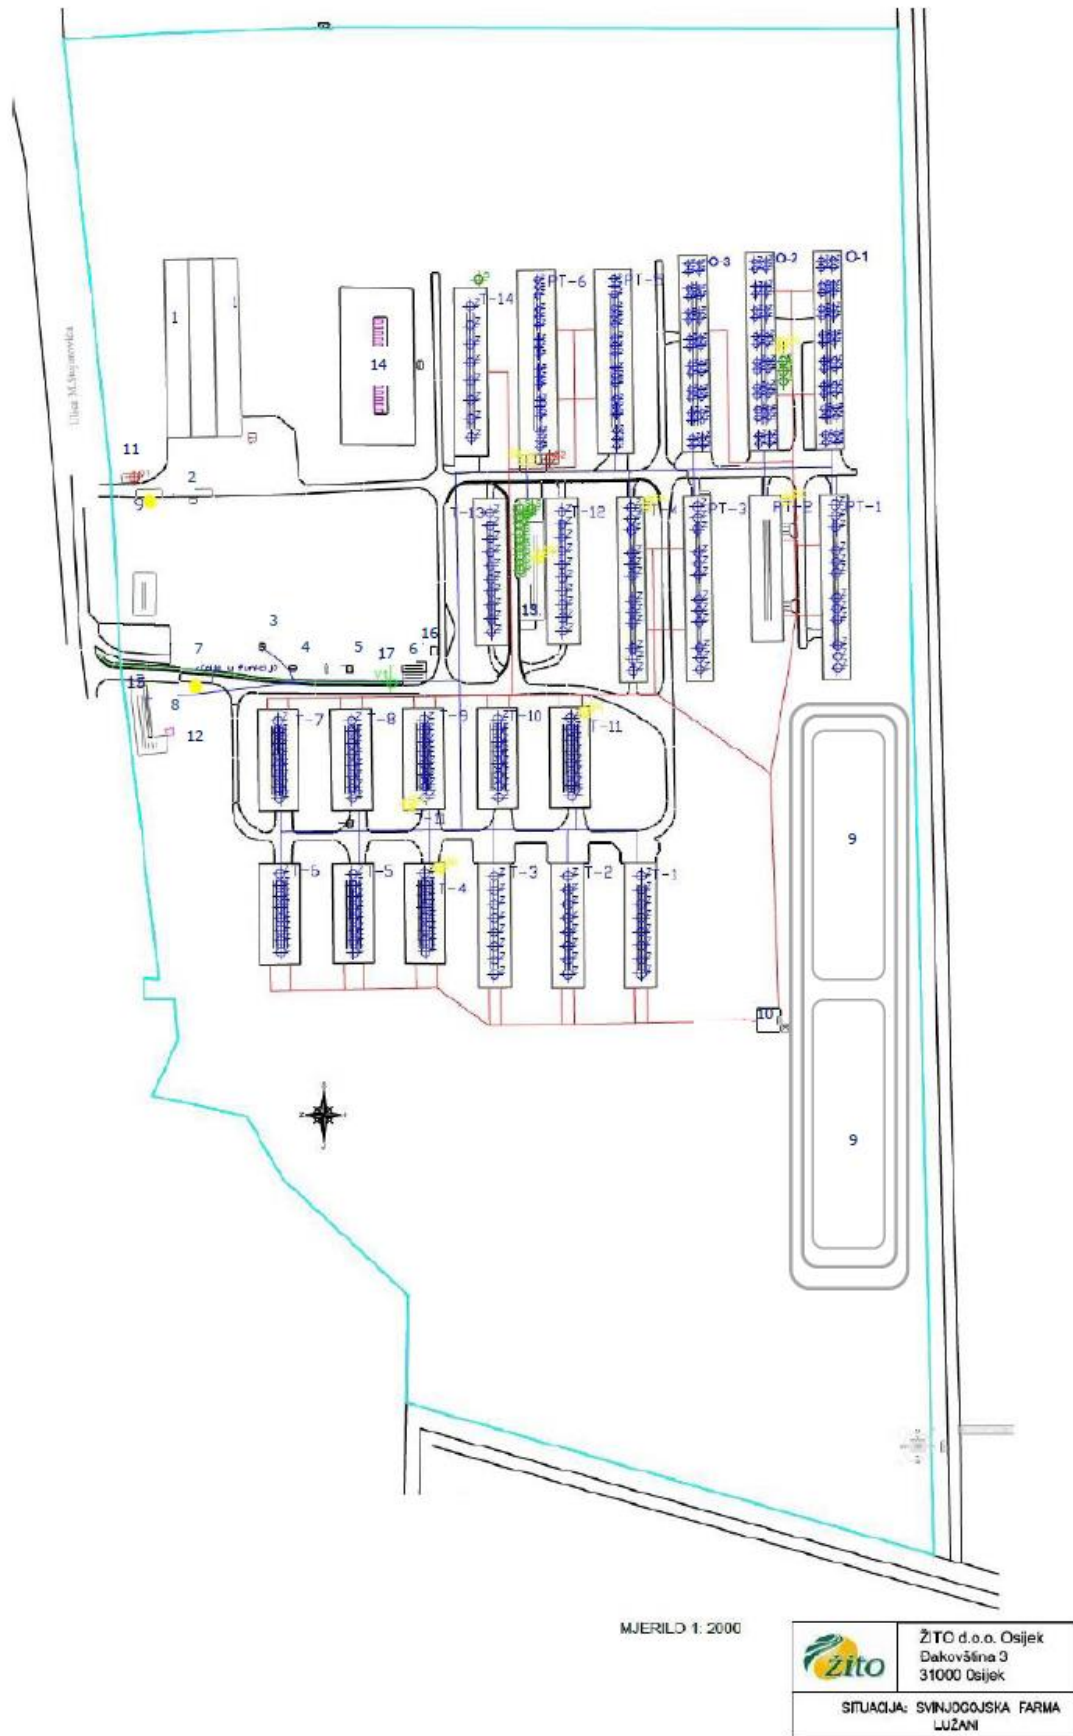 O-3
O-2
O-1
T-14
PT-6
PT-5
1
1
14
11
2
9
T-13
T-12
PT-3
PT-2
PT-1
13
3
16
7
4
5
17
6
V1
8
12
T-7
T-8
T-9
T-10
T-11
9
T-11
T-6
T-5
T-4
T-3
T-2
T-1
10
9
MJERILO 1: 2000
žito
ŽITO d.o.o. Osijek
Đakovština 3
31000 Osijek
SITUACIJA: SVINJOGOJSKA FARMA
LUŽANI